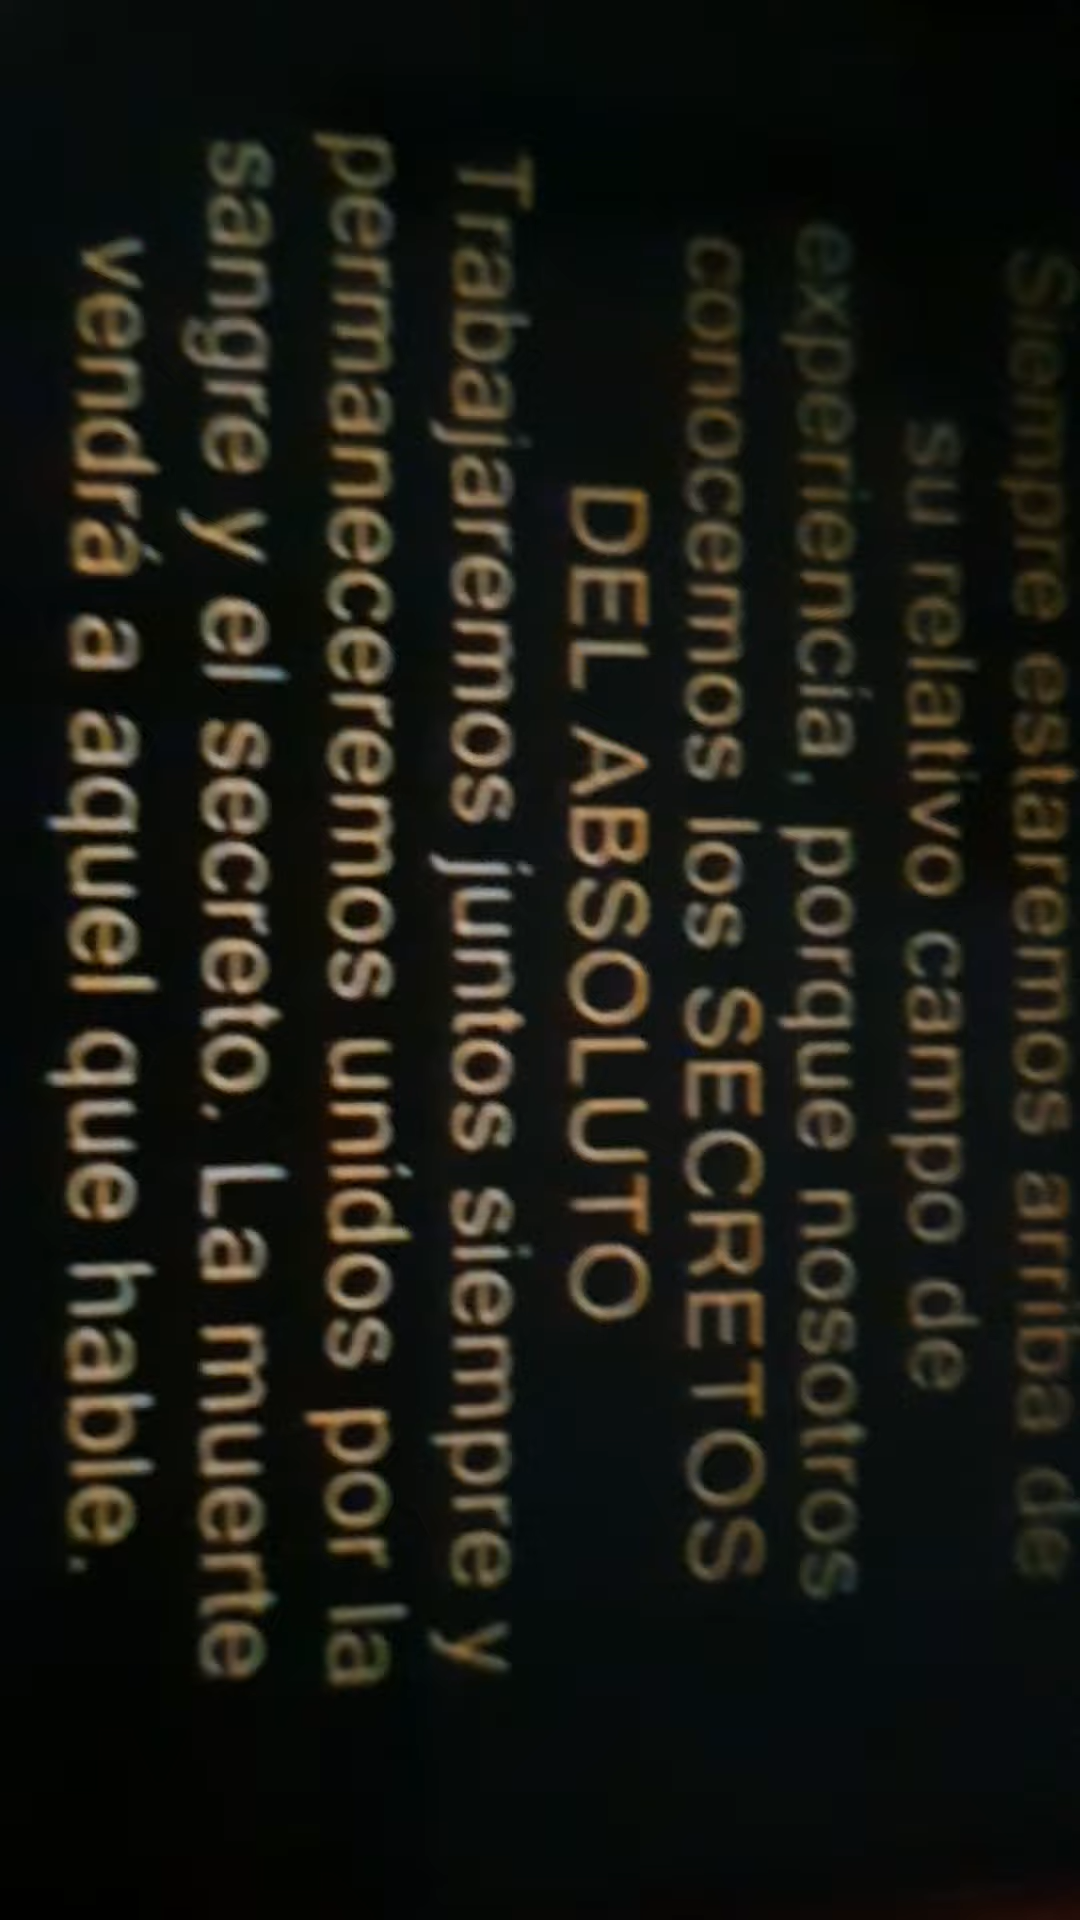 Siempre estaremos arriba de
su relativo campo de
experiencia, porque nosotros
conocemos los SECRETOS
DEL ABSOLUTO
Trabajaremos juntos siempre y
permaneceremos unidos por la
sangre y el secreto. La muerte
vendrá a aquel que hable.